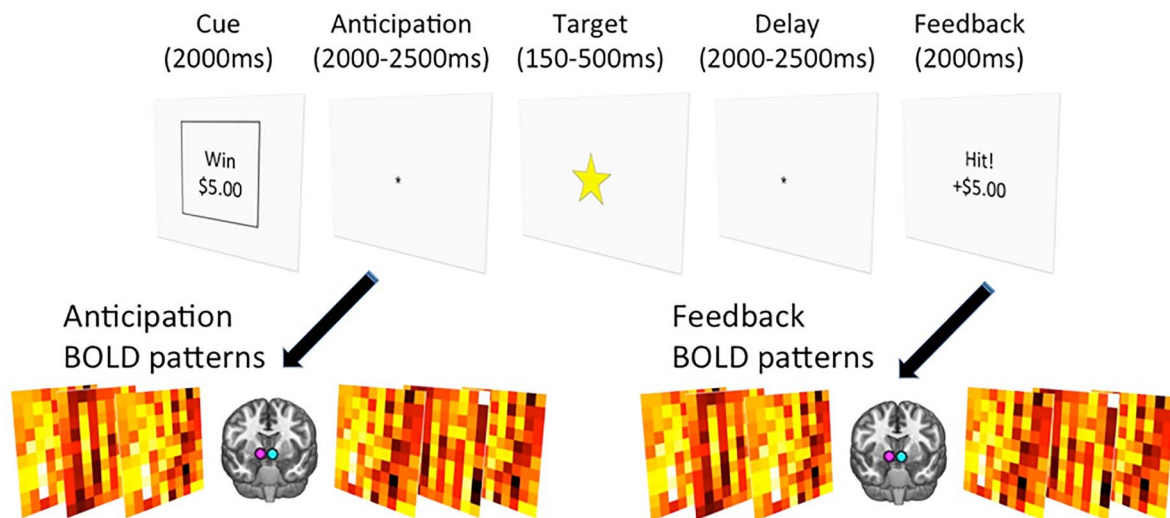 Cue
(2000ms)
Anticipation
(2000-2500ms)
Target
(150-500ms)
Delay
(2000-2500ms)
Feedback
(2000ms)
Win
$5.00
*
*
Hit!
+$5.00
Anticipation
BOLD patterns
Feedback
BOLD patterns